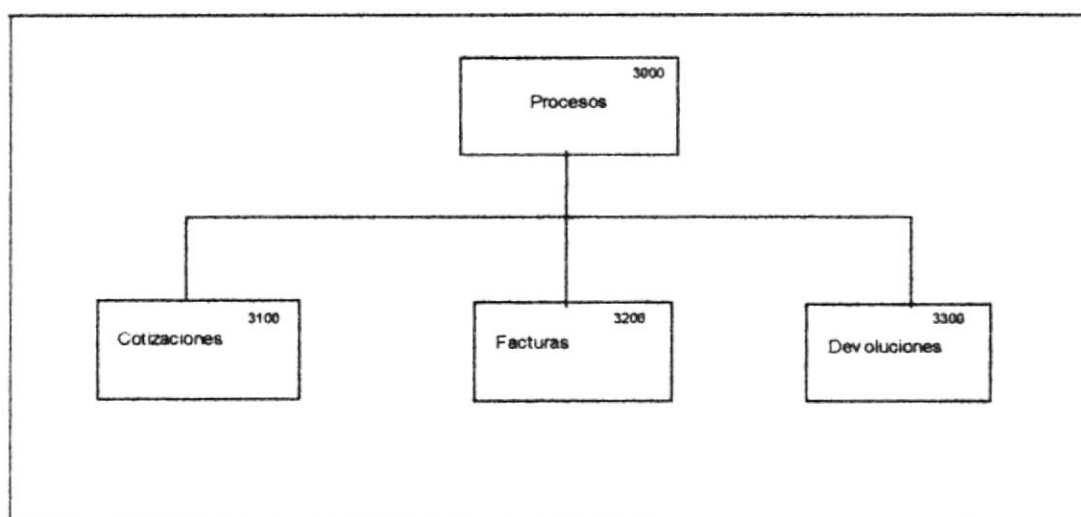 3000
Procesos
3100
Cotizaciones
3200
Facturas
3300
Devoluciones